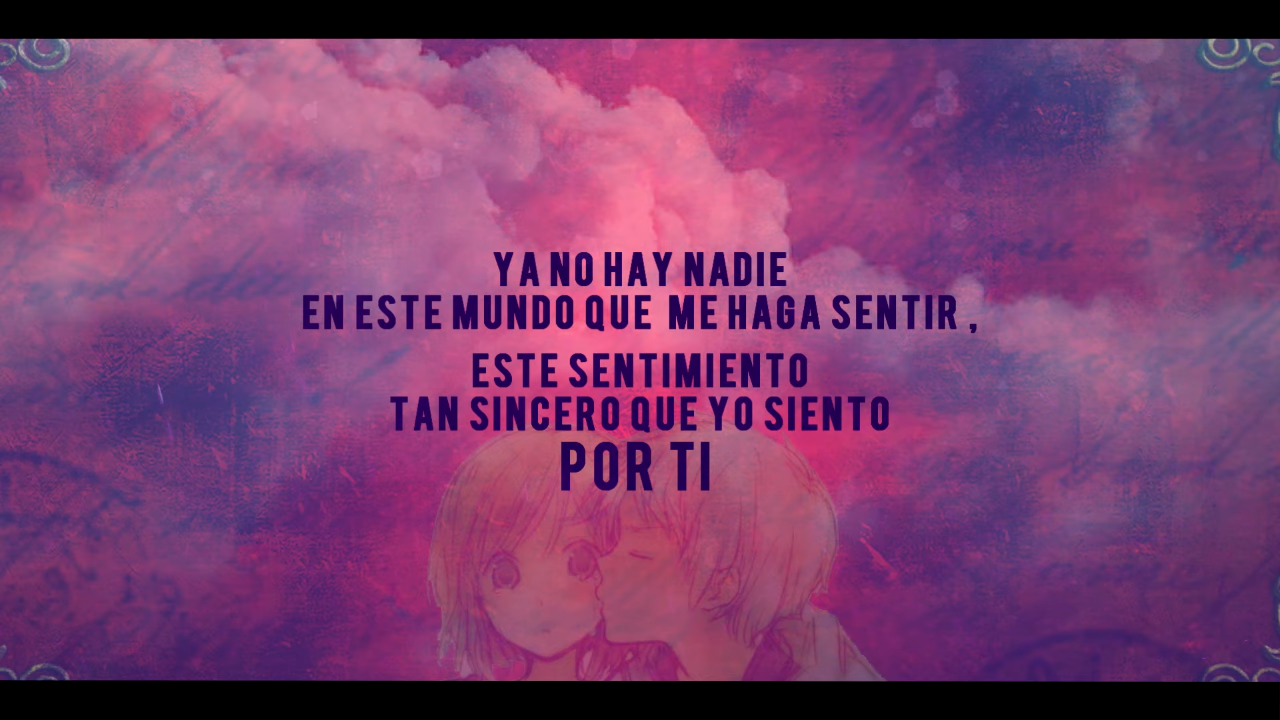 YA NO HAY NADIE
EN ESTE MUNDO QUE ME HAGA SENTIR ,
ESTE SENTIMIENTO
TAN SINCERO QUE YO SIENTO
POR TI